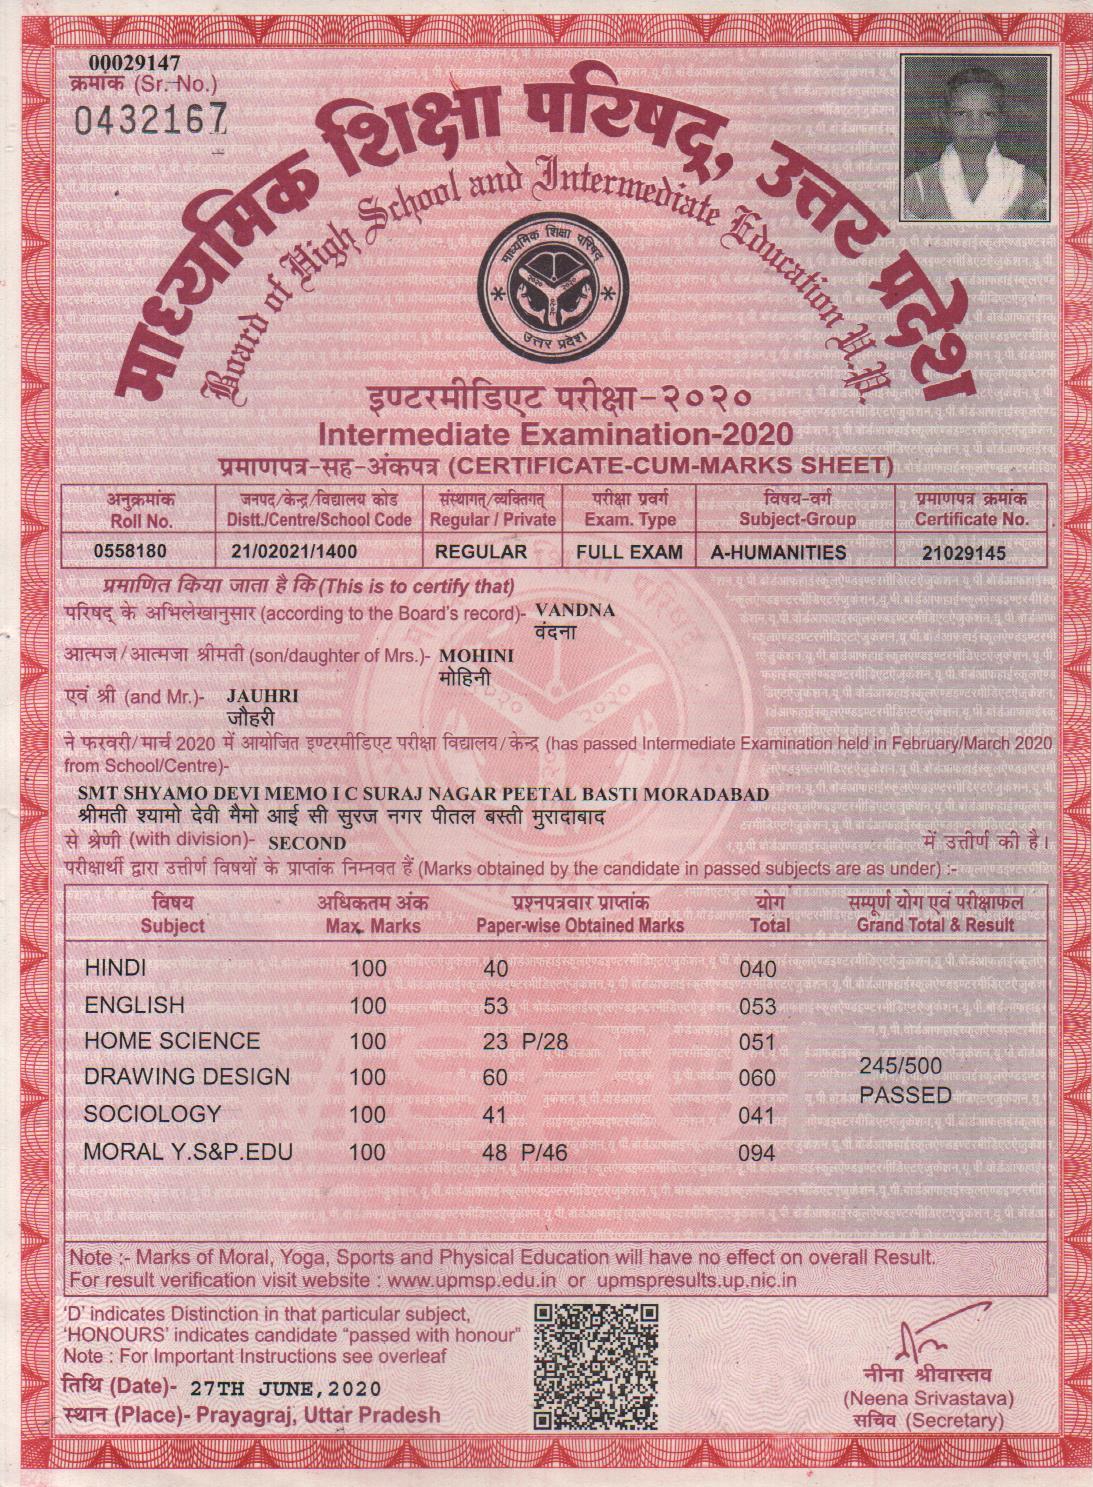 00029147
क्रमांक (Sr. No.)
0432167
माध्यमिक शिक्षा परिषद्, उत्तर प्रदेश
Board of High School and Intermediate Education U.P.
माध्यमिक शिक्षा परिषद्
२०२० २०२०
२०२०
उत्तर प्रदेश
इण्टरमीडिएट परीक्षा-२०२०
Intermediate Examination-2020
प्रमाणपत्र-सह-अंकपत्र (CERTIFICATE-CUM-MARKS SHEET)
अनुक्रमांक जनपद/केन्द्र/विद्यालय कोड संस्थागत्/व्यक्तिगत् परीक्षा प्रवर्ग विषय-वर्ग प्रमाणपत्र क्रमांक
Roll No. Distt./Centre/School Code Regular / Private Exam. Type Subject-Group Certificate No.
0558180 21/02021/1400 REGULAR FULL EXAM A-HUMANITIES 21029145
प्रमाणित किया जाता है कि (This is to certify that)
परिषद् के अभिलेखानुसार (according to the Board's record)- VANDNA
वंदना
आत्मज/आत्मजा श्रीमती (son/daughter of Mrs.)- MOHINI
मोहिनी
एवं श्री (and Mr.)- JAUHRI
जौहरी
ने फरवरी/मार्च 2020 में आयोजित इण्टरमीडिएट परीक्षा विद्यालय/केन्द्र (has passed Intermediate Examination held in February/March 2020
from School/Centre)-
SMT SHYAMO DEVI MEMO I C SURAJ NAGAR PEETAL BASTI MORADABAD
श्रीमती श्यामो देवी मैमो आई सी सुरज नगर पीतल बस्ती मुरादाबाद
से श्रेणी (with division)- SECOND में उत्तीर्ण की है।
परीक्षार्थी द्वारा उत्तीर्ण विषयों के प्राप्तांक निम्नवत हैं (Marks obtained by the candidate in passed subjects are as under) :-
विषय अधिकतम अंक प्रश्नपत्रवार प्राप्तांक योग सम्पूर्ण योग एवं परीक्षाफल
Subject Max. Marks Paper-wise Obtained Marks Total Grand Total & Result
HINDI 100 40 040
ENGLISH 100 53 053
HOME SCIENCE 100 23 P/28 051
245/500
DRAWING DESIGN 100 60 060
PASSED
SOCIOLOGY 100 41 041
MORAL Y.S&P.EDU 100 48 P/46 094
Note :- Marks of Moral, Yoga, Sports and Physical Education will have no effect on overall Result.
For result verification visit website : www.upmsp.edu.in or upmspresults.up.nic.in
'D' indicates Distinction in that particular subject,
'HONOURS' indicates candidate "passed with honour"
Note : For Important Instructions see overleaf
तिथि (Date)- 27TH JUNE,2020
स्थान (Place)- Prayagraj, Uttar Pradesh
नीना श्रीवास्तव
(Neena Srivastava)
सचिव (Secretary)